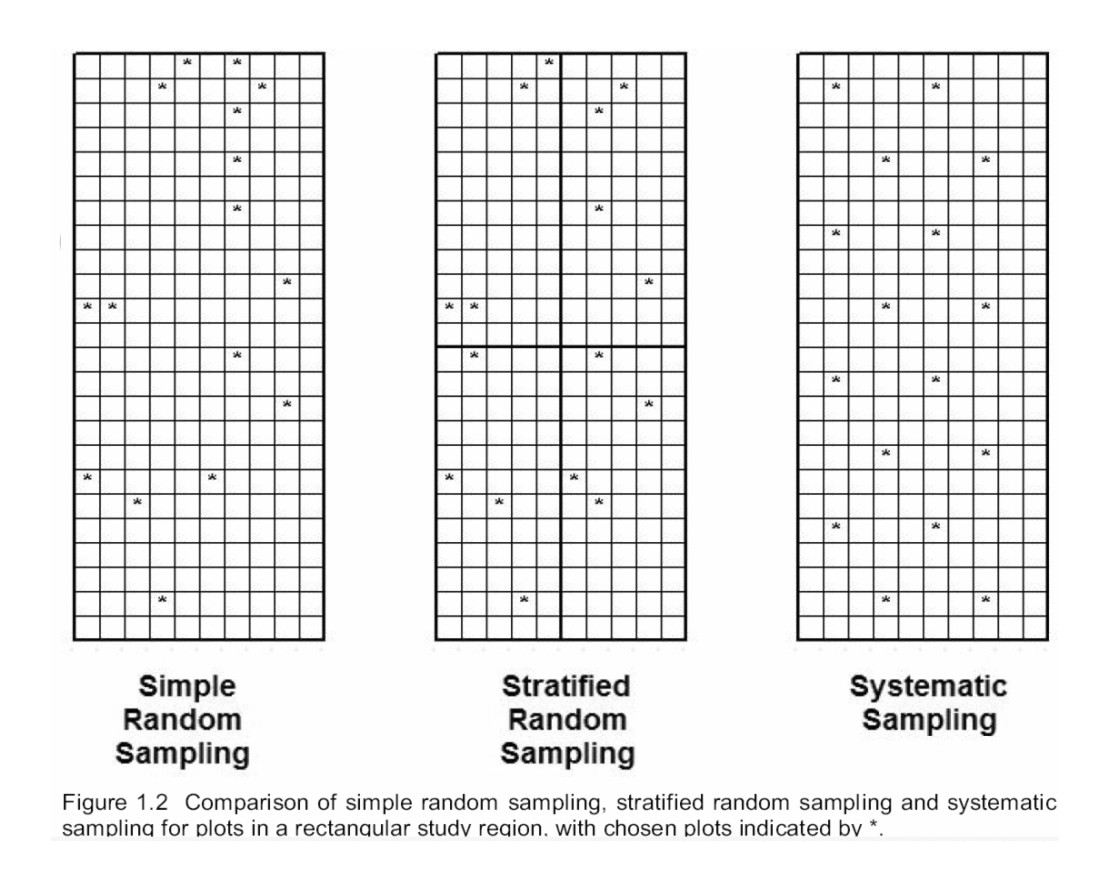 Simple
Random
Sampling
Stratified
Random
Sampling
Systematic
Sampling
Figure 1.2 Comparison of simple random sampling, stratified random sampling and systematic
sampling for plots in a rectangular study region, with chosen plots indicated by *.